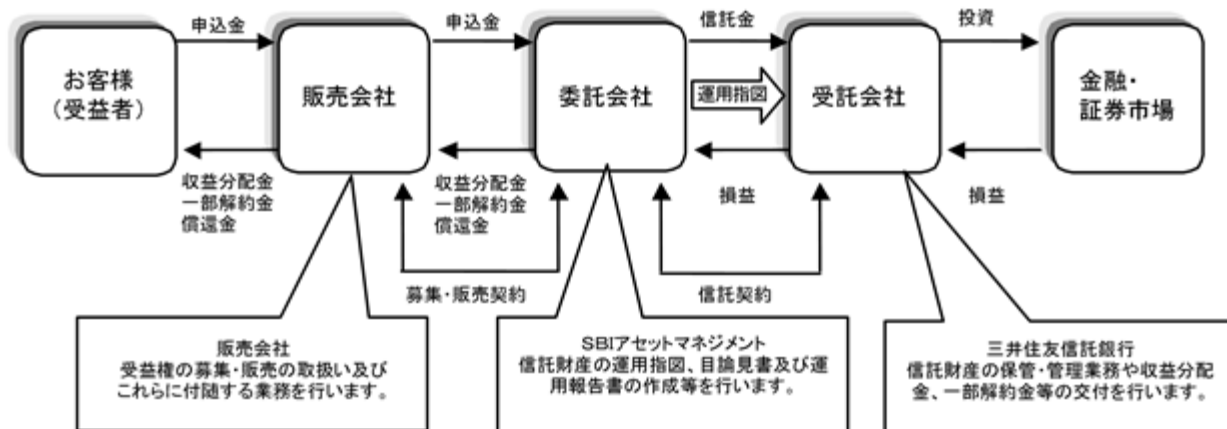 申込金
申込金
信託金
投資
お客様
(受益者)
販売会社
委託会社
運用指図
受託会社
金融・
証券市場
収益分配金
一部解約金
償還金
収益分配金
一部解約金
償還金
損益
損益
募集・販売契約
信託契約
販売会社
受益権の募集・販売の取扱い及び
これらに付随する業務を行います。
SBIアセットマネジメント
信託財産の運用指図、目論見書及び運
用報告書の作成等を行います。
三井住友信託銀行
信託財産の保管・管理業務や収益分配
金、一部解約金等の交付を行います。